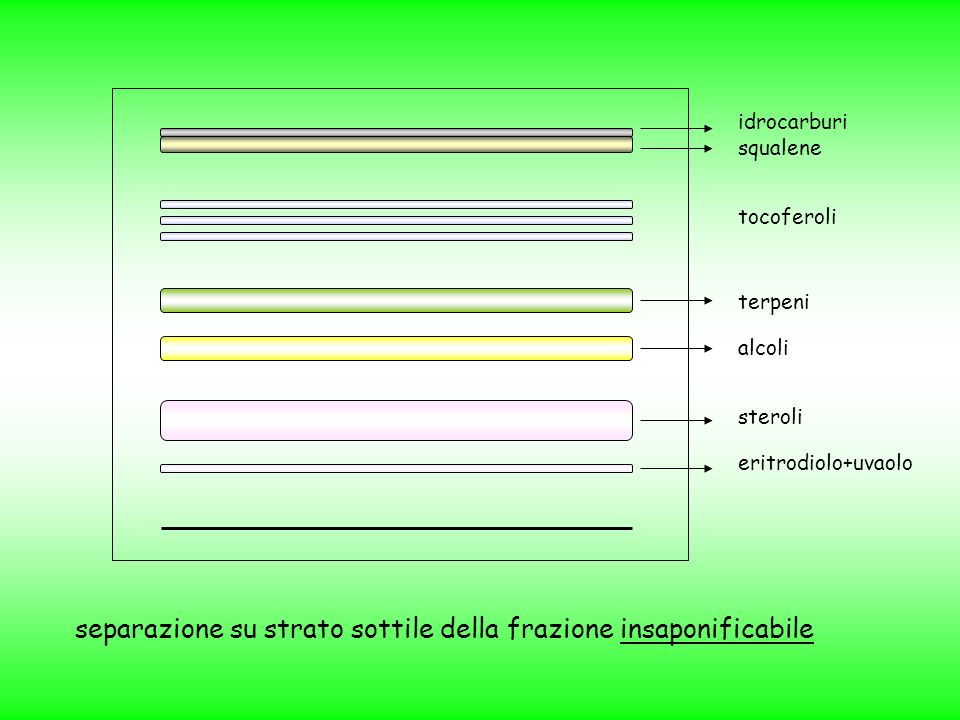 idrocarburi
squalene
tocoferoli
terpeni
alcoli
steroli
eritrodiolo+uvaolo
separazione su strato sottile della frazione insaponificabile